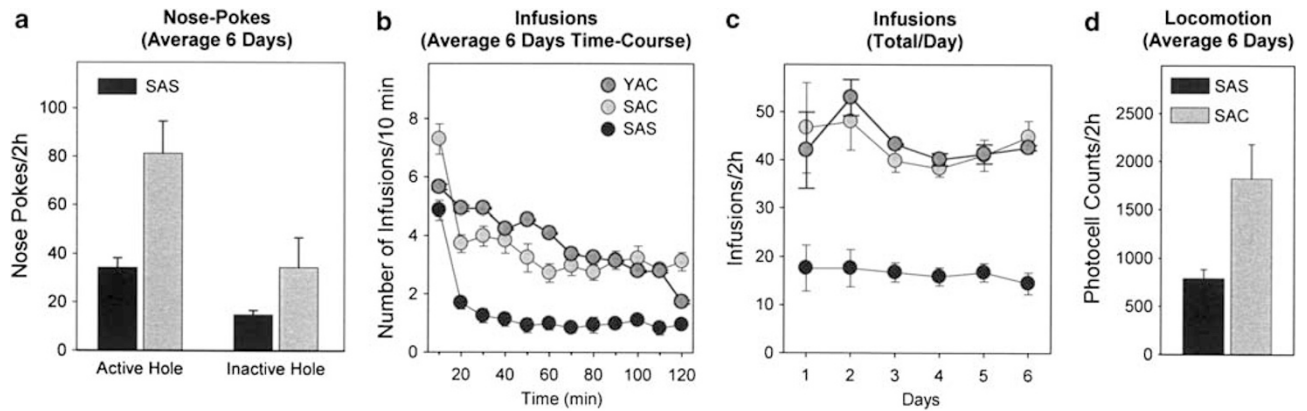 a
Nose-Pokes
(Average 6 Days)
SAS
Nose Pokes/2h
100
80
60
40
20
0
Active Hole
Inactive Hole
b
Infusions
(Average 6 Days Time-Course)
YAC
SAC
SAS
Number of Infusions/10 min
8
6
4
2
0
20 40 60 80 100 120
Time (min)
c
Infusions
(Total/Day)
Infusions/2h
50
40
30
20
10
0
1 2 3 4 5 6
Days
d
Locomotion
(Average 6 Days)
SAS
SAC
Photocell Counts/2h
2500
2000
1500
1000
500
0